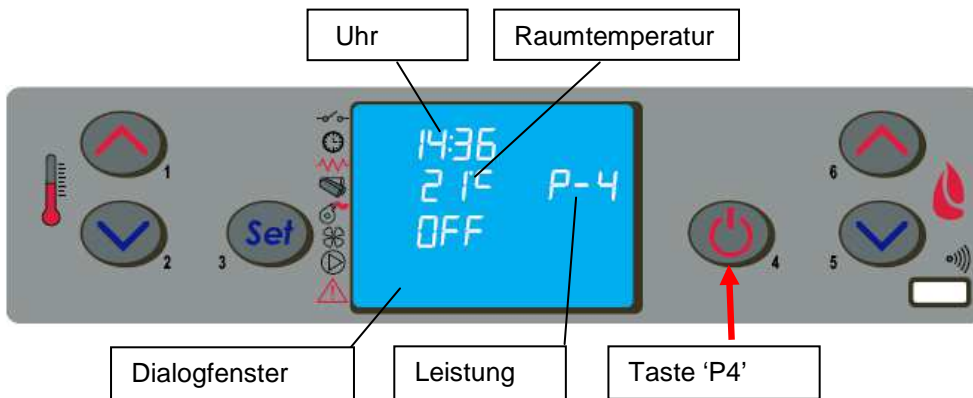 Uhr
Raumtemperatur
14:36
21°C
P-4
OFF
1
2
3
Set
4
5
6
Dialogfenster
Leistung
Taste ‘P4’